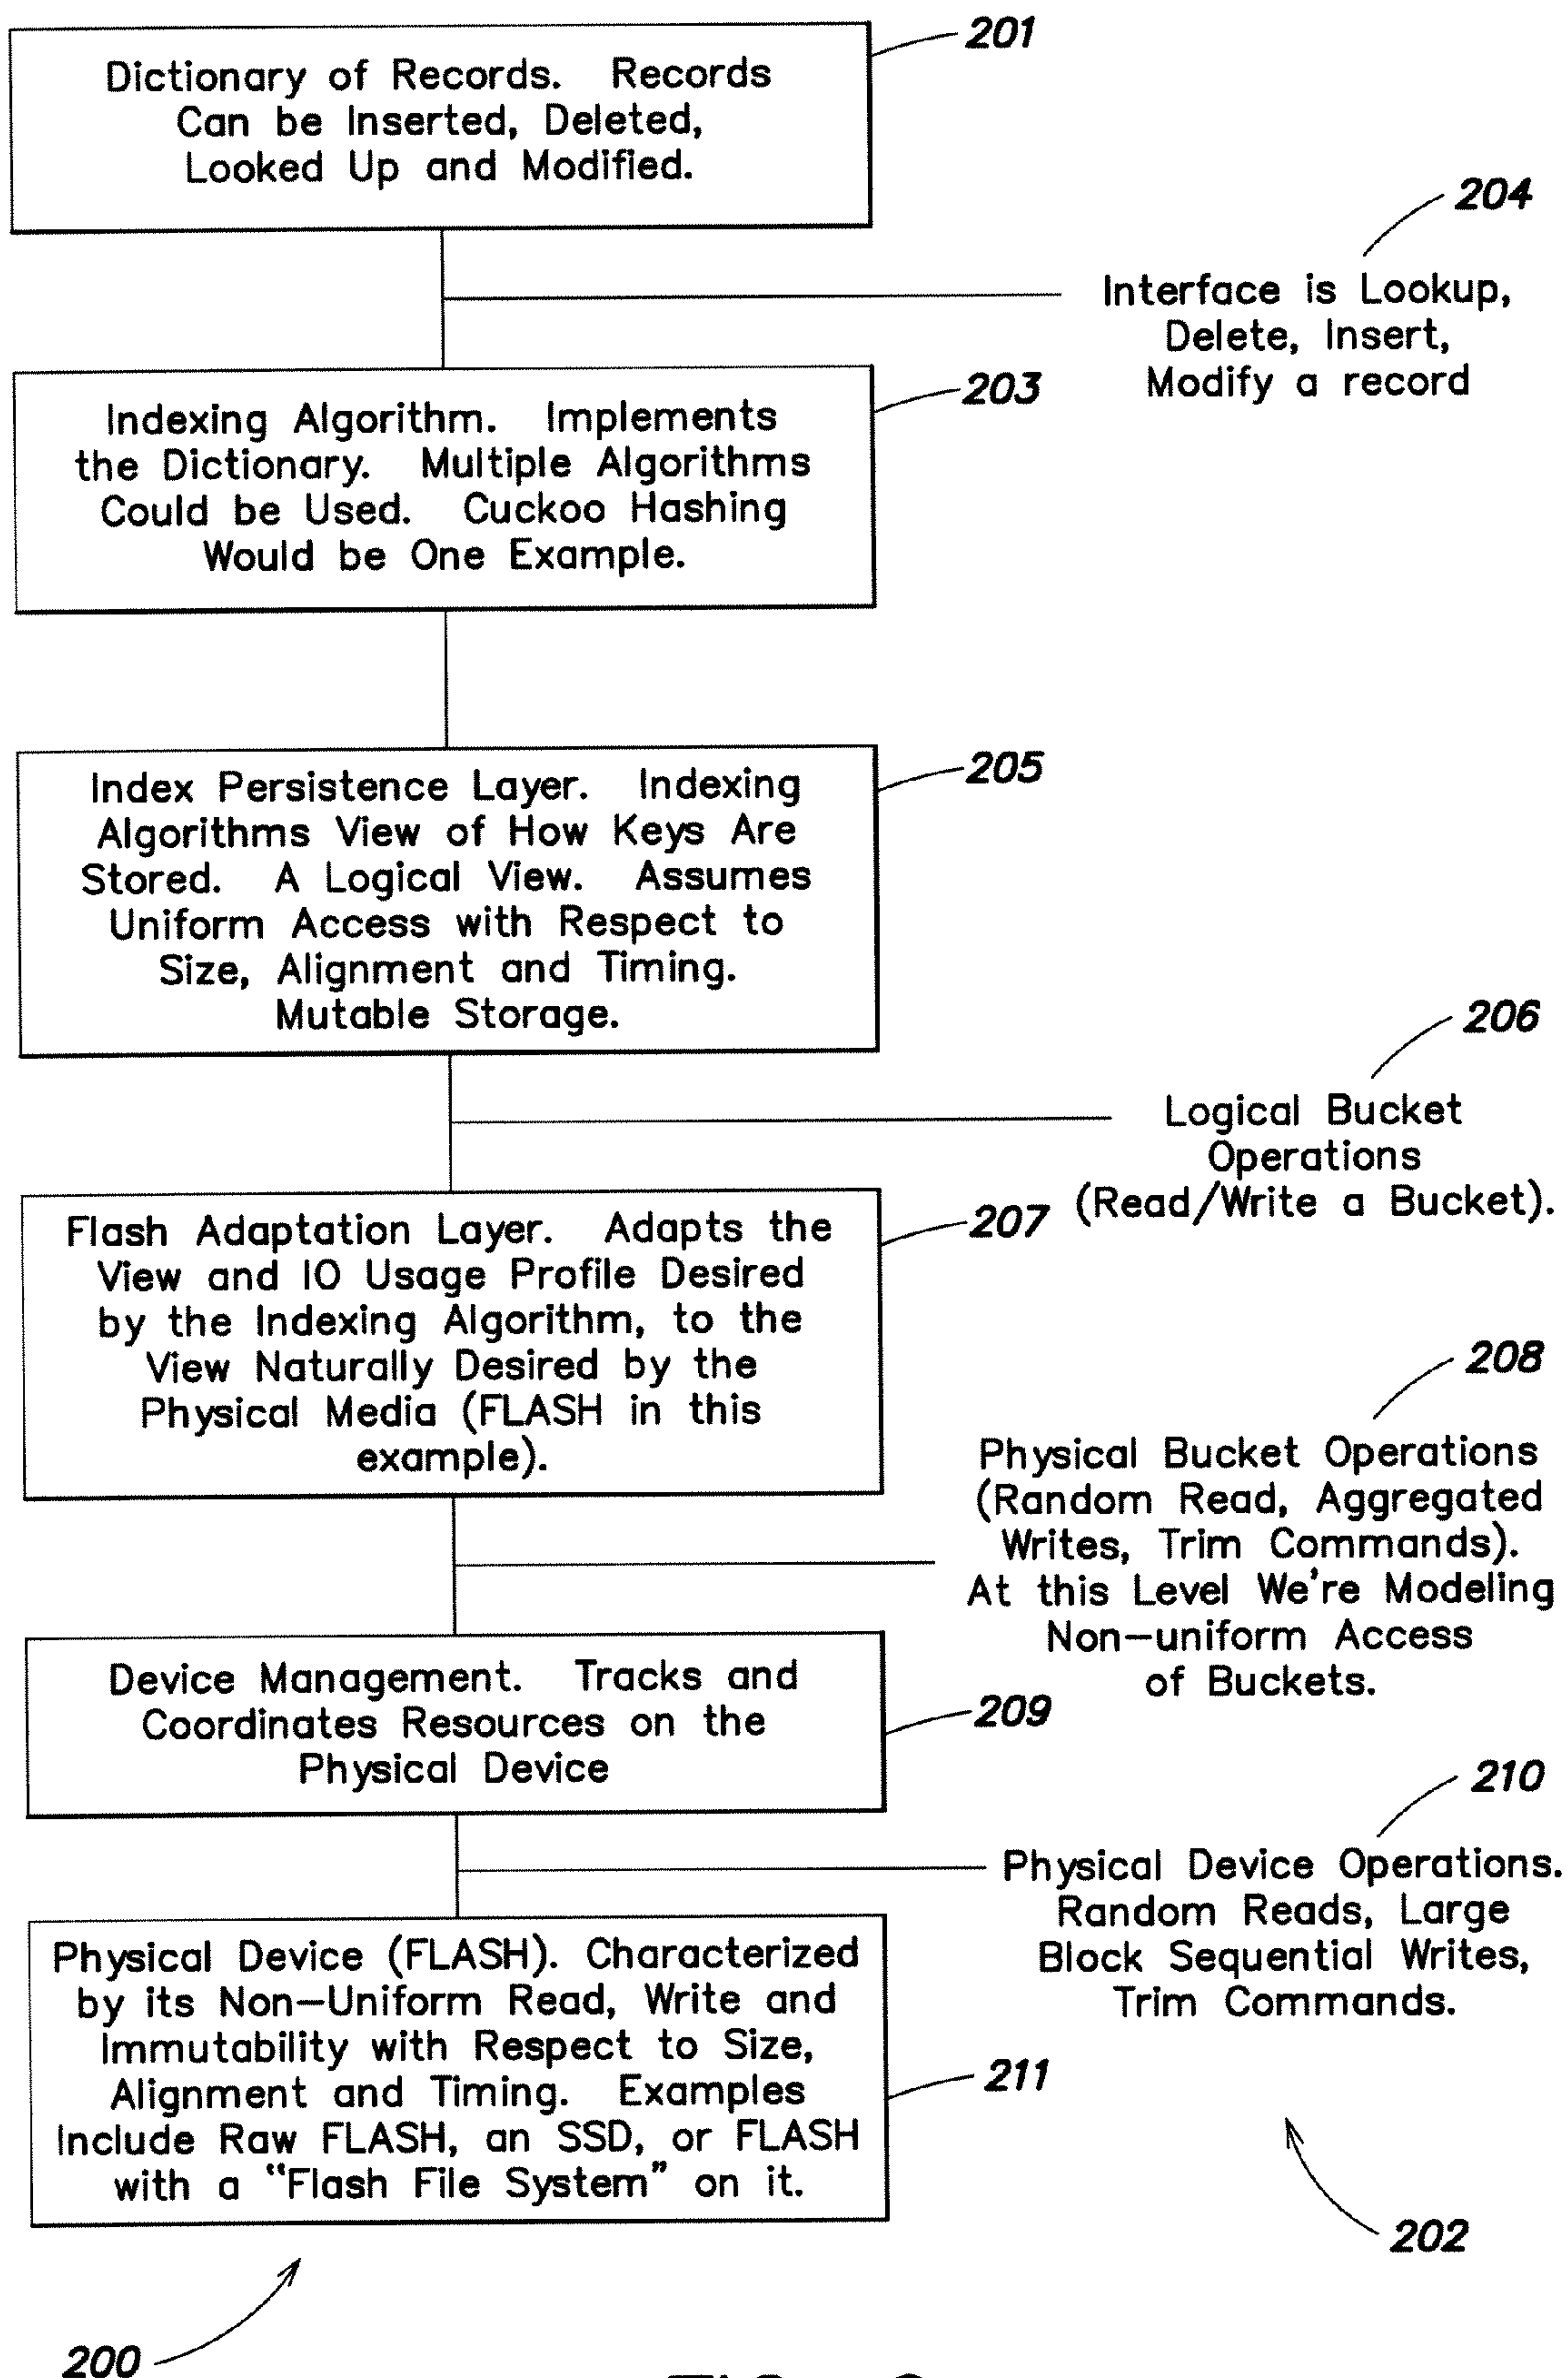 201
Dictionary of Records. Records
Can be Inserted, Deleted,
Looked Up and Modified.
204
Interface is Lookup,
Delete, Insert,
Modify a record
203
Indexing Algorithm. Implements
the Dictionary. Multiple Algorithms
Could be Used. Cuckoo Hashing
Would be One Example.
205
Index Persistence Layer. Indexing
Algorithms View of How Keys Are
Stored. A Logical View. Assumes
Uniform Access with Respect to
Size, Alignment and Timing.
Mutable Storage.
206
Logical Bucket
Operations
(Read/Write a Bucket).
207
Flash Adaptation Layer. Adapts the
View and IO Usage Profile Desired
by the Indexing Algorithm, to the
View Naturally Desired by the
Physical Media (FLASH in this
example).
208
Physical Bucket Operations
(Random Read, Aggregated
Writes, Trim Commands).
At this Level We're Modeling
Non-uniform Access
of Buckets.
209
Device Management. Tracks and
Coordinates Resources on the
Physical Device
210
Physical Device Operations.
Random Reads, Large
Block Sequential Writes,
Trim Commands.
Physical Device (FLASH). Characterized
by its Non-Uniform Read, Write and
Immutability with Respect to Size,
Alignment and Timing. Examples
Include Raw FLASH, an SSD, or FLASH
with a "Flash File System" on it.
211
202
200